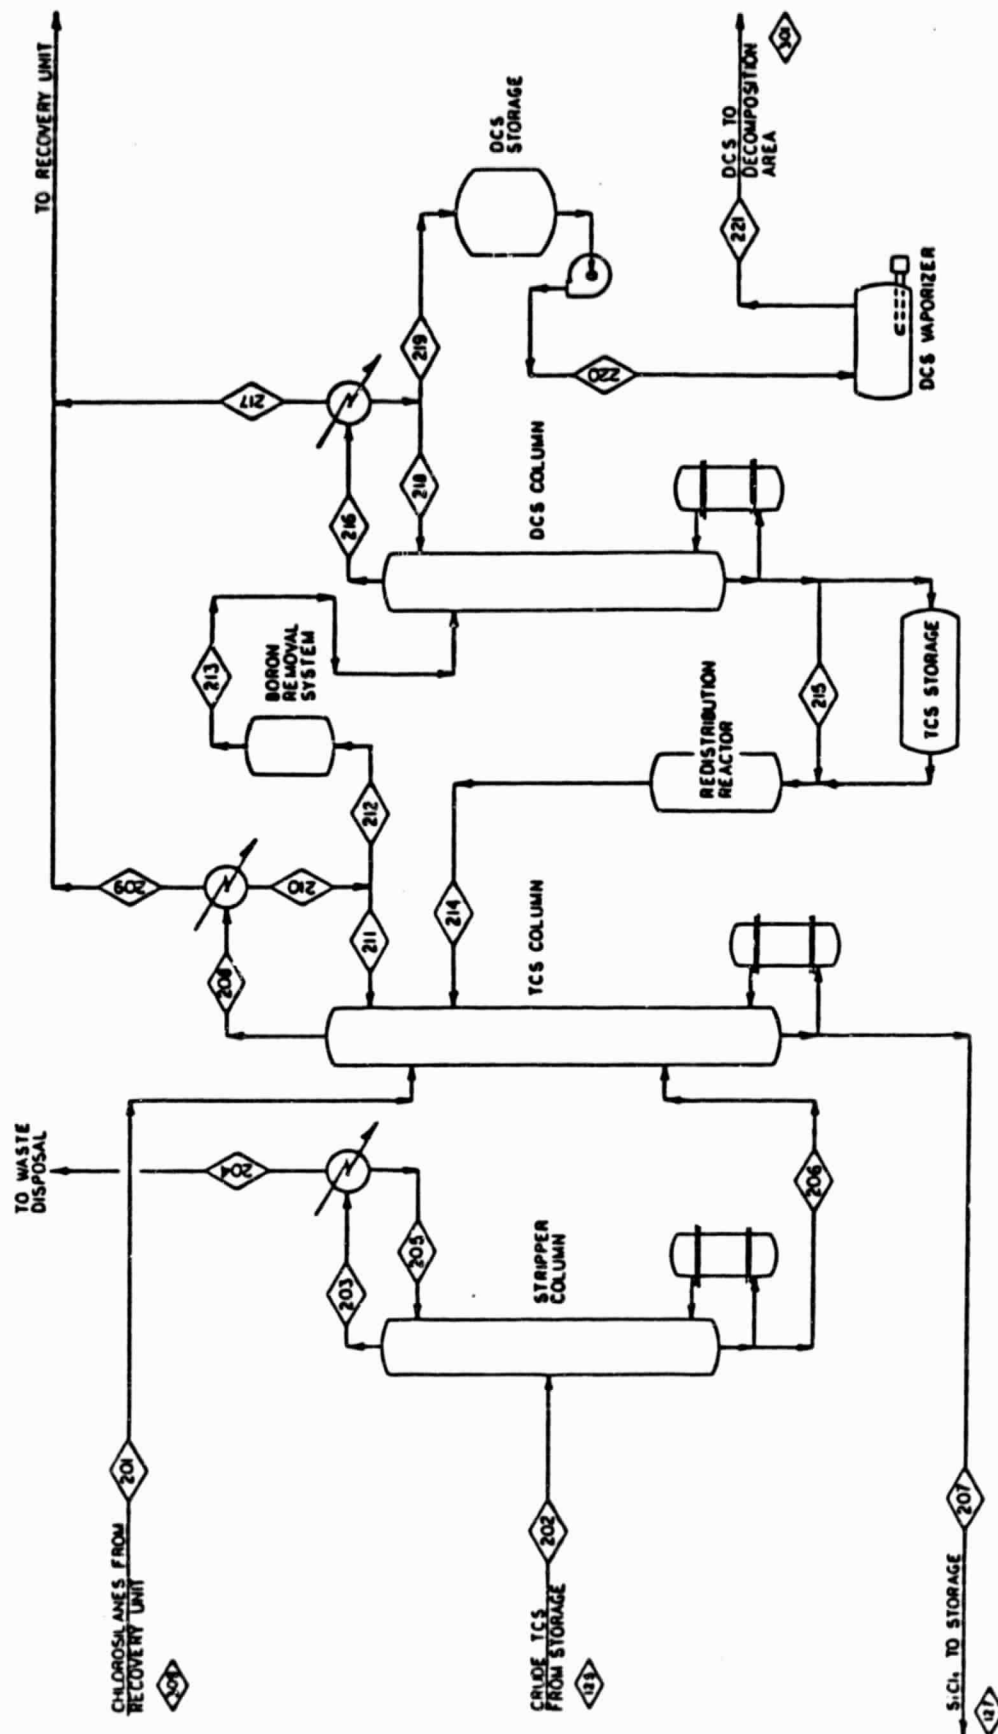 TO RECOVERY UNIT
TO WASTE
DISPOSAL
CHLOROSILANES FROM
RECOVERY UNIT
201
CRUDE TCS
FROM STORAGE
125
202
203
204
205
STRIPPER
COLUMN
206
SiCl4 TO STORAGE
127
207
208
209
210
211
212
TCS COLUMN
214
BORON
REMOVAL
SYSTEM
213
REDISTRIBUTION
REACTOR
215
TCS STORAGE
DCS COLUMN
216
217
218
219
DCS
STORAGE
220
DCS VAPORIZER
221
DCS TO
DECOMPOSITION
AREA
301